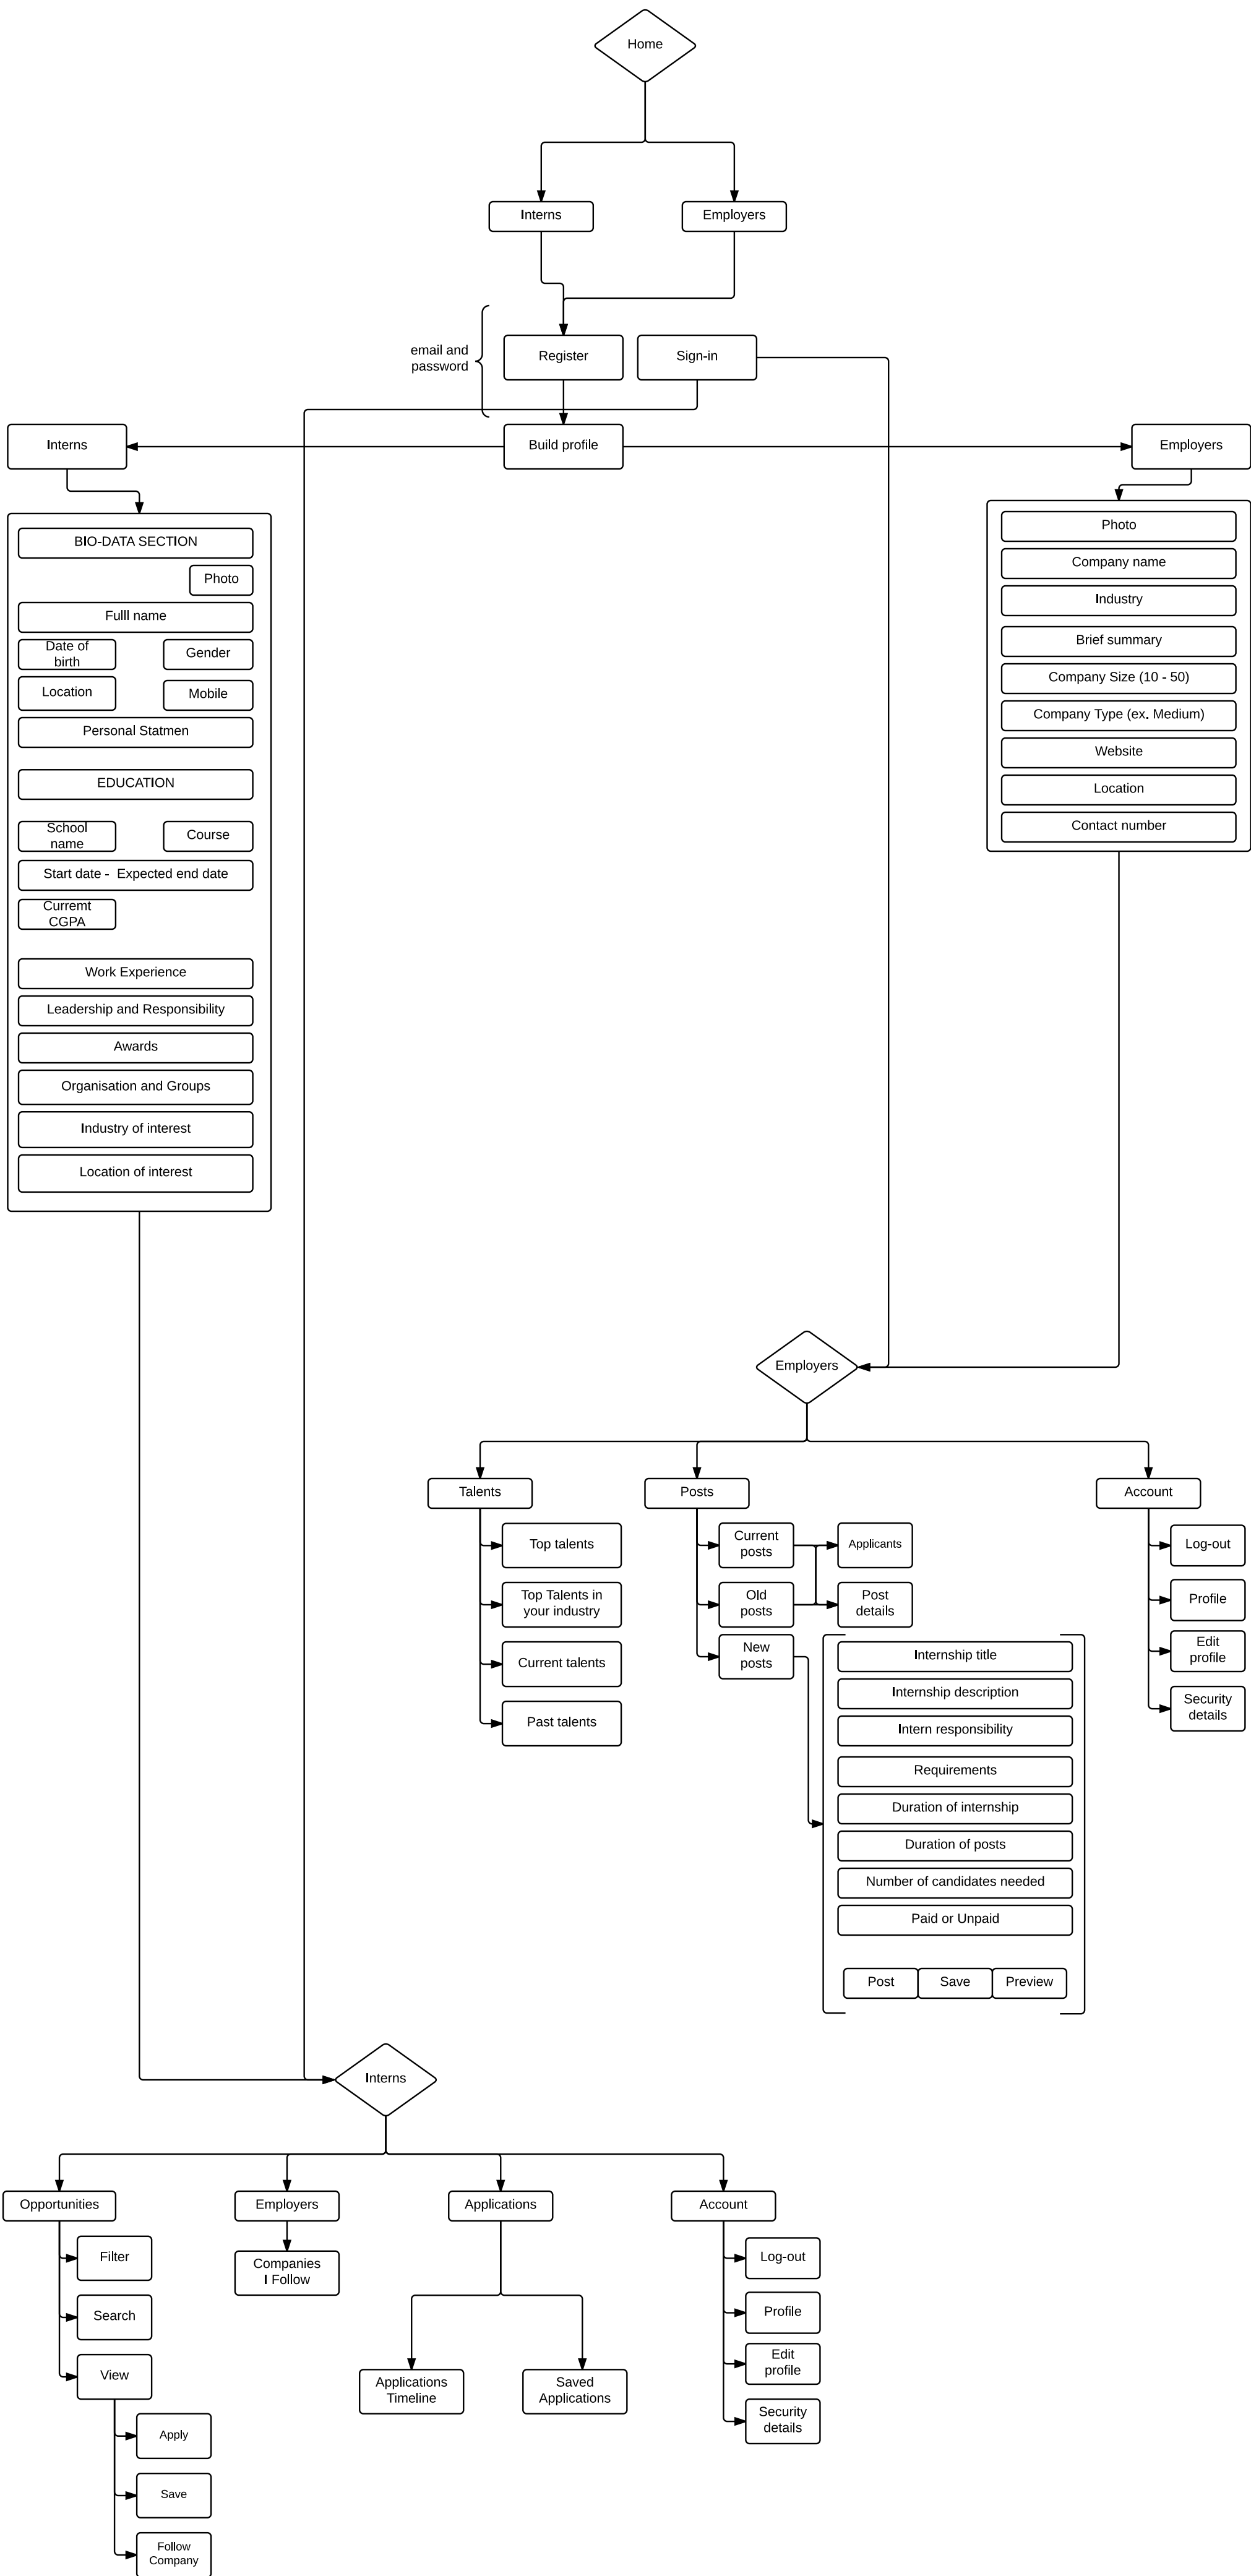 Home
Interns
Employers
email and
password
Register
Sign-in
Interns
Build profile
Employers
BIO-DATA SECTION
Photo
Fulll name
Date of
birth
Gender
Location
Mobile
Personal Statmen
EDUCATION
School
name
Course
Start date -  Expected end date
Curremt
CGPA
Work Experience
Leadership and Responsibility
Awards
Organisation and Groups
Industry of interest
Location of interest
Photo
Company name
Industry
Brief summary
Company Size (10 - 50)
Company Type (ex. Medium)
Website
Location
Contact number
Employers
Talents
Posts
Account
Top talents
Top Talents in
your industry
Current talents
Past talents
Current
posts
Applicants
Old
posts
Post
details
New
posts
Internship title
Internship description
Intern responsibility
Requirements
Duration of internship
Duration of posts
Number of candidates needed
Paid or Unpaid
Post
Save
Preview
Log-out
Profile
Edit
profile
Security
details
Interns
Opportunities
Employers
Applications
Account
Filter
Search
View
Apply
Save
Follow
Company
Companies
I Follow
Applications
Timeline
Saved
Applications
Log-out
Profile
Edit
profile
Security
details